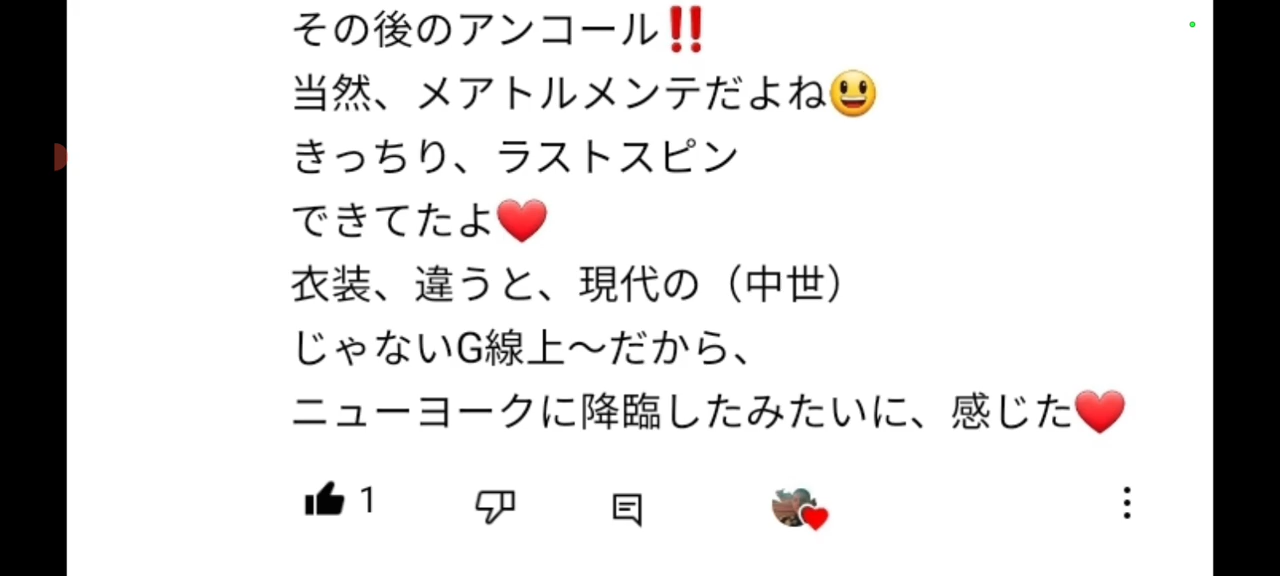 その後のアンコール‼️
当然、メアトルメンテだよね😃
きっちり、ラストスピン
できてたよ❤️
衣装、違うと、現代の（中世）
じゃないG線上〜だから、
ニューヨークに降臨したみたいに、感じた❤️
1